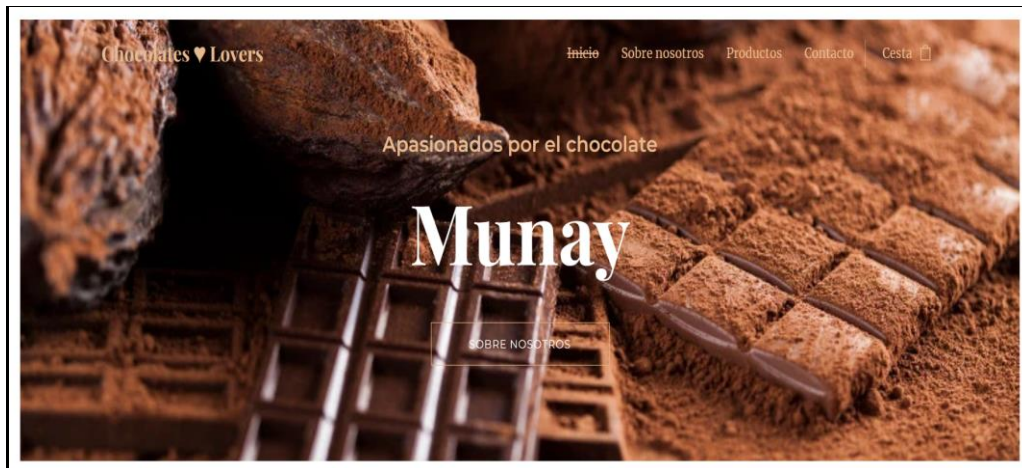 Chocolates ♥ Lovers
Inicio Sobre nosotros Productos Contacto Cesta
Apasionados por el chocolate
Munay
SOBRE NOSOTROS